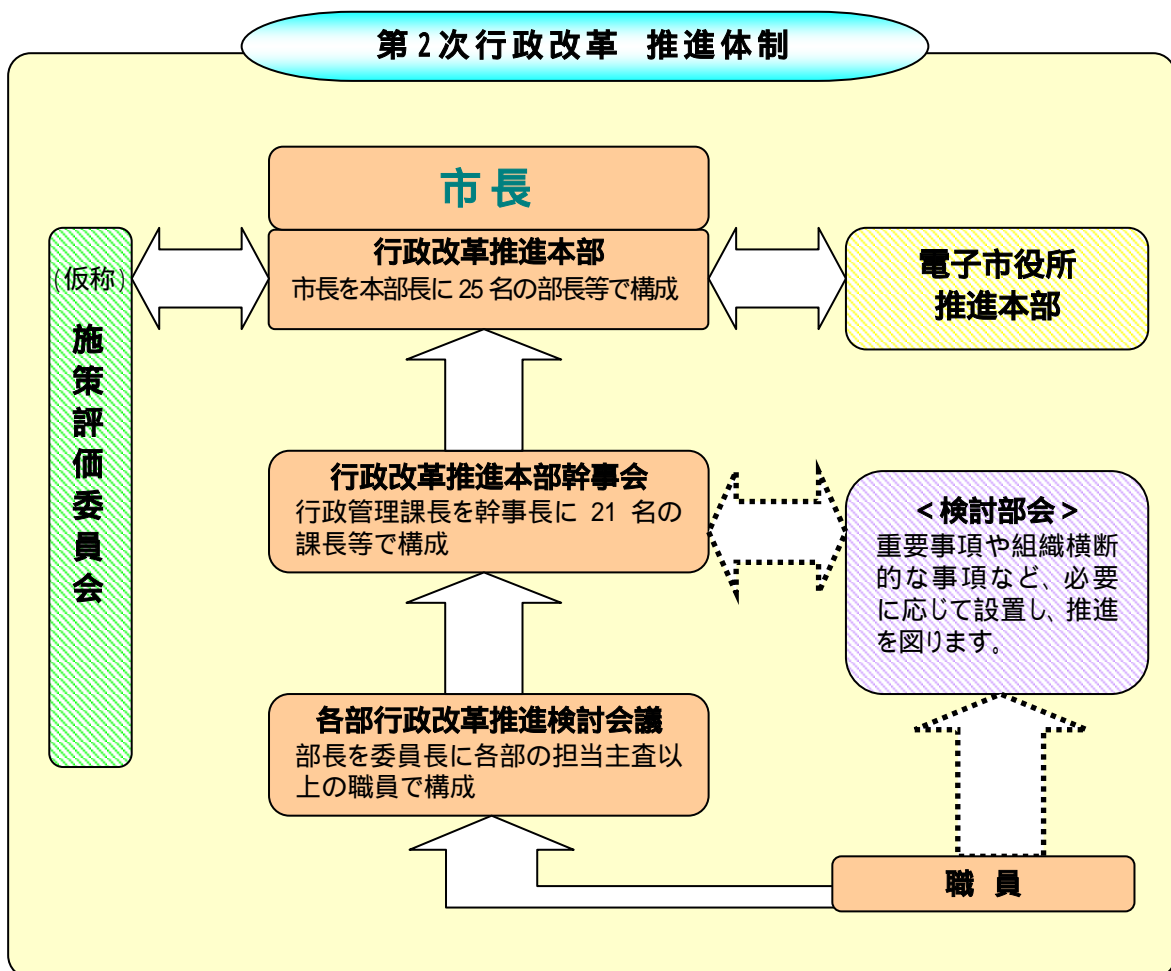 第2次行政改革 推進体制
市長
行政改革推進本部
市長を本部長に25名の部長等で構成
(仮称)
施策評価委員会
電子市役所
推進本部
行政改革推進本部幹事会
行政管理課長を幹事長に 21 名の
課長等で構成
<検討部会>
重要事項や組織横断
的な事項など、必要
に応じて設置し、推進
を図ります。
各部行政改革推進検討会議
部長を委員長に各部の担当主査以
上の職員で構成
職 員